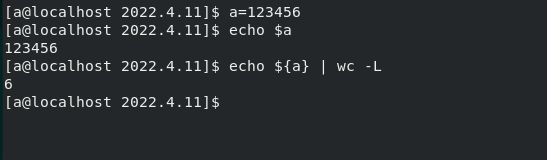 [a@localhost 2022.4.11]$ a=123456
[a@localhost 2022.4.11]$ echo $a
123456
[a@localhost 2022.4.11]$ echo ${a} | wc -L
6
[a@localhost 2022.4.11]$